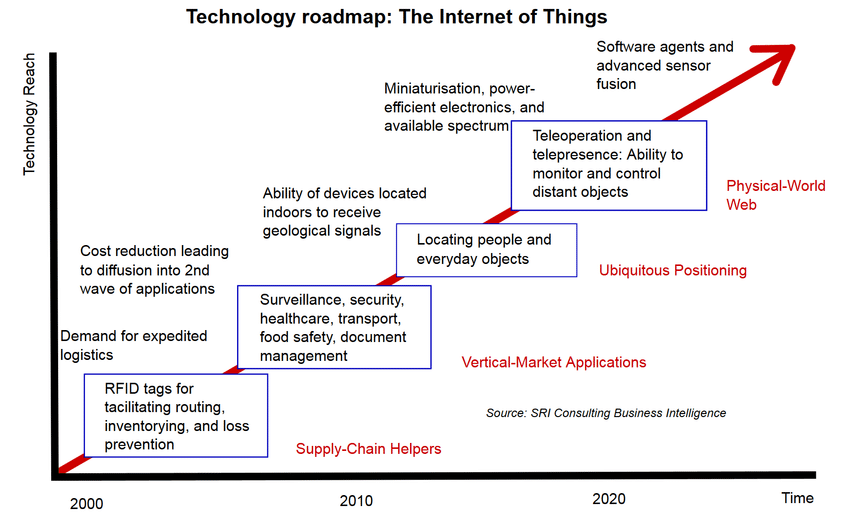 Technology roadmap: The Internet of Things
Technology Reach
Software agents and
advanced sensor
fusion
Miniaturisation, power-
efficient electronics, and
available spectrum
Teleoperation and
telepresence: Ability to
monitor and control
distant objects
Physical-World
Web
Ability of devices located
indoors to receive
geological signals
Locating people and
everyday objects
Ubiquitous Positioning
Cost reduction leading
to diffusion into 2nd
wave of applications
Surveillance, security,
healthcare, transport,
food safety, document
management
Vertical-Market Applications
Demand for expedited
logistics
RFID tags for
facilitating routing,
inventorying, and loss
prevention
Supply-Chain Helpers
Source: SRI Consulting Business Intelligence
2000
2010
2020
Time